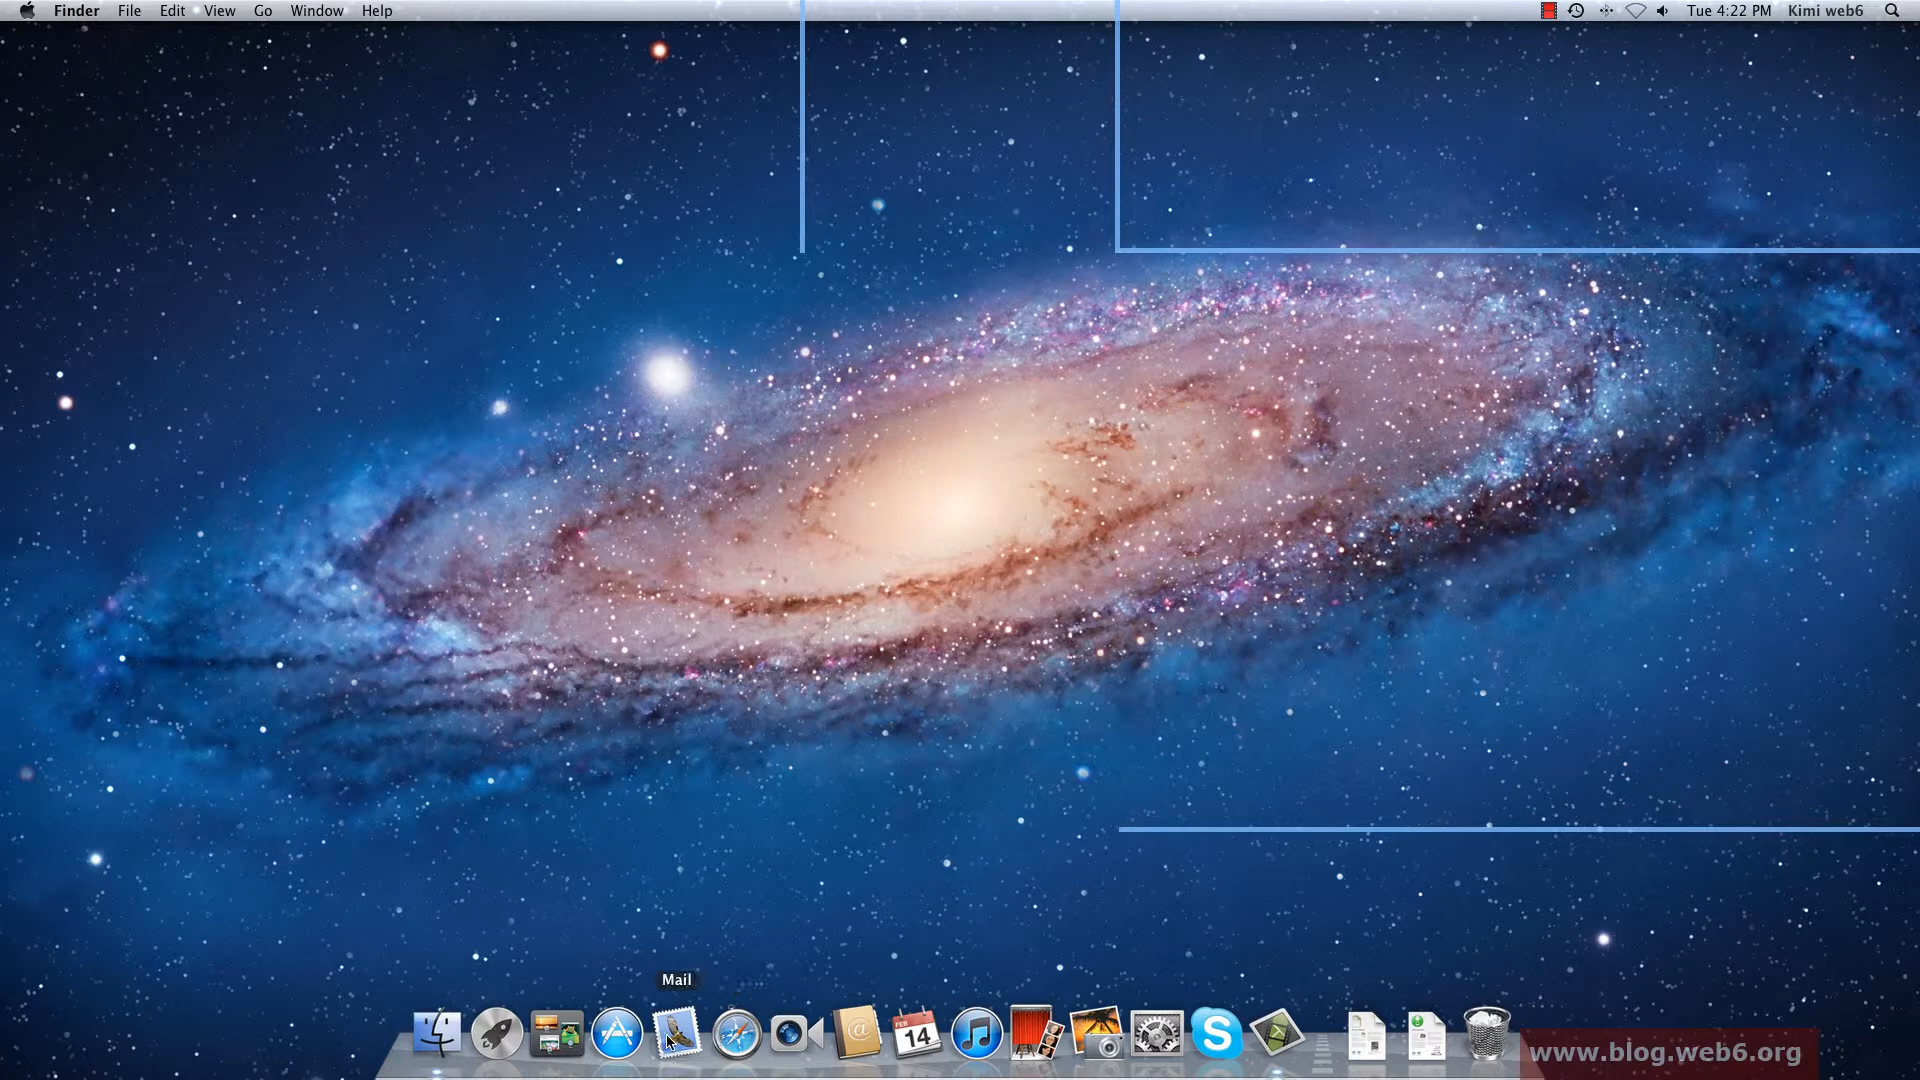 Finder File Edit View Go Window Help Tue 4:22 PM Kimi web6
Mail
FEB
14
www.blog.web6.org